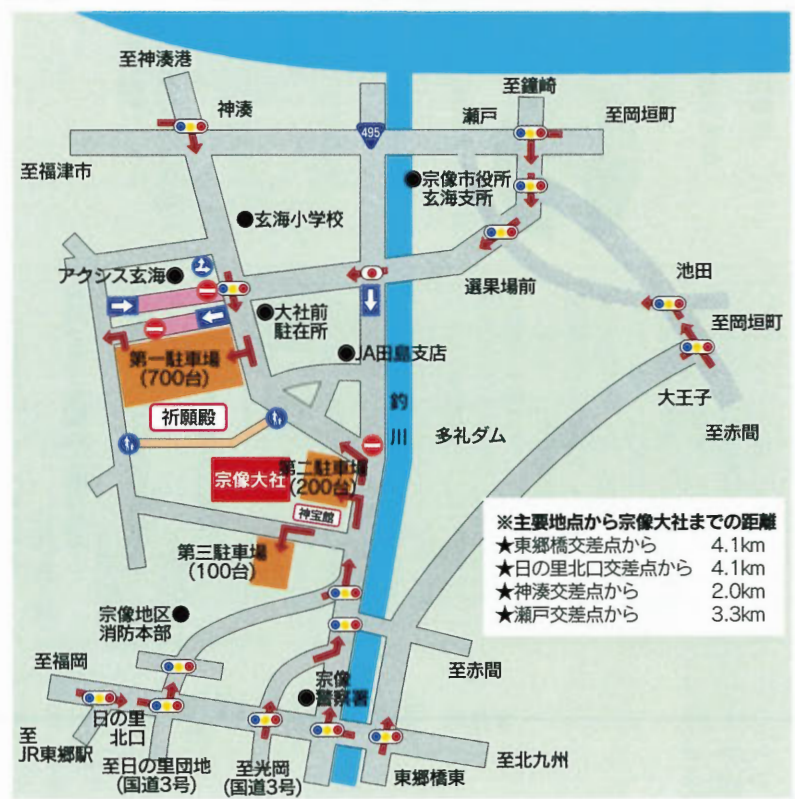 至神湊港
神湊
至福津市
495
瀬戸
至鐘崎
至岡垣町
宗像市役所
玄海支所
玄海小学校
アクシス玄海
選果場前
池田
至岡垣町
大社前
駐在所
JA田島支店
第一駐車場
(700台)
大王子
至赤間
祈願殿
釣
川
多礼ダム
宗像大社
第二駐車場
(200台)
神宝館
第三駐車場
(100台)
※主要地点から宗像大社までの距離
★東郷橋交差点から 4.1km
★日の里北口交差点から 4.1km
★神湊交差点から 2.0km
★瀬戸交差点から 3.3km
宗像地区
消防本部
至福岡
至赤間
宗像
警察署
日の里
北口
至
JR東郷駅
至日の里団地
(国道3号)
至光岡
(国道3号)
東郷橋東
至北九州